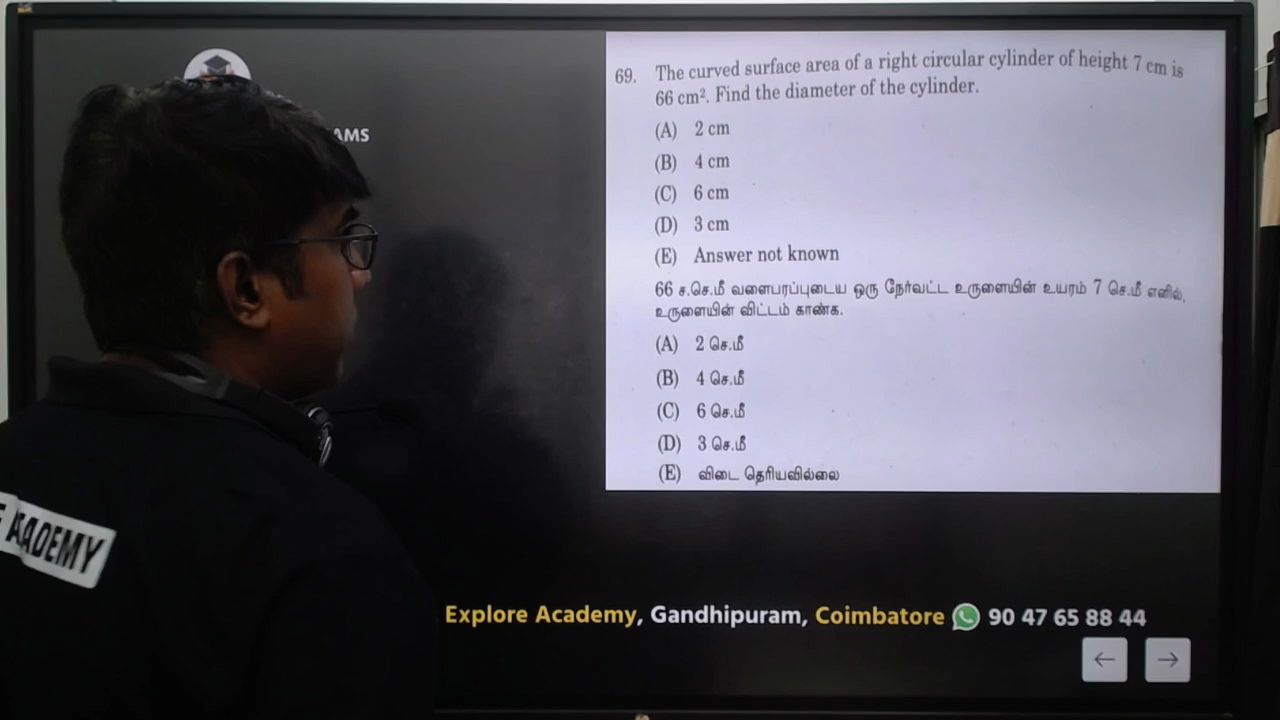 AMS
69. The curved surface area of a right circular cylinder of height 7 cm is
66 cm². Find the diameter of the cylinder.
(A) 2 cm
(B) 4 cm
(C) 6 cm
(D) 3 cm
(E) Answer not known
66 ச.செ.மீ வளைபரப்புடைய ஒரு நேர்வட்ட உருளையின் உயரம் 7 செ.மீ எனில்,
உருளையின் விட்டம் காண்க.
(A) 2 செ.மீ
(B) 4 செ.மீ
(C) 6 செ.மீ
(D) 3 செ.மீ
(E) விடை தெரியவில்லை
ACADEMY
Explore Academy, Gandhipuram, Coimbatore 90 47 65 88 44